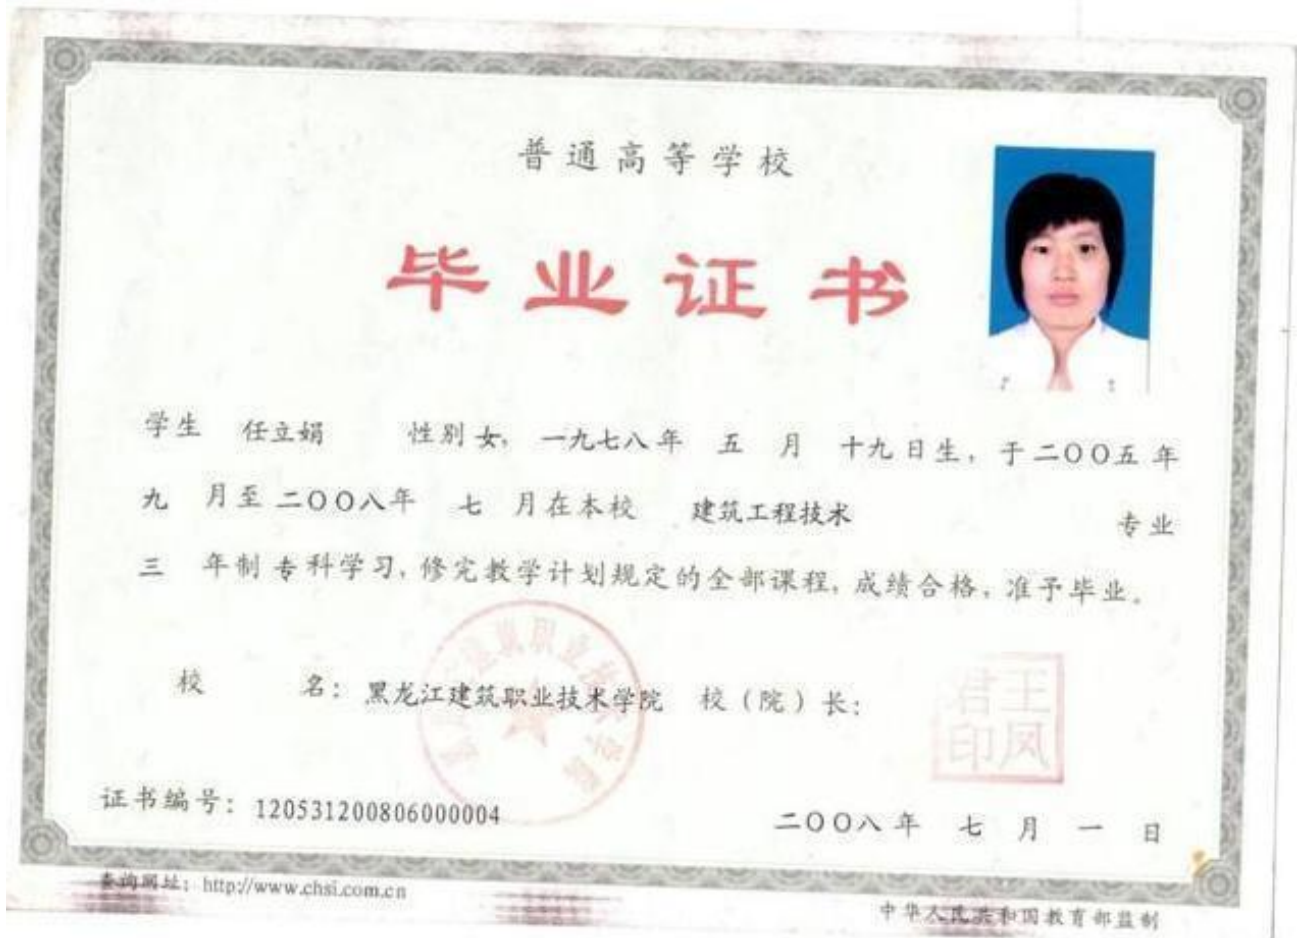 普通高等学校
毕业证书
学生 任立娟 性别 女, 一九七八年 五 月 十九日生, 于二〇〇五年
九 月至二〇〇八年 七 月在本校 建筑工程技术 专业
三 年制 专科学习, 修完教学计划规定的全部课程, 成绩合格, 准予毕业。
校 名: 黑龙江建筑职业技术学院 校(院)长:
王凤君印
证书编号: 120531200806000004
二〇〇八年 七 月 一 日
查询网址: http://www.chsi.com.cn
中华人民共和国教育部监制